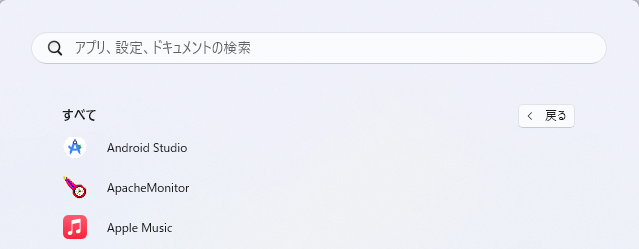 アプリ、設定、ドキュメントの検索
すべて
戻る
Android Studio
ApacheMonitor
Apple Music